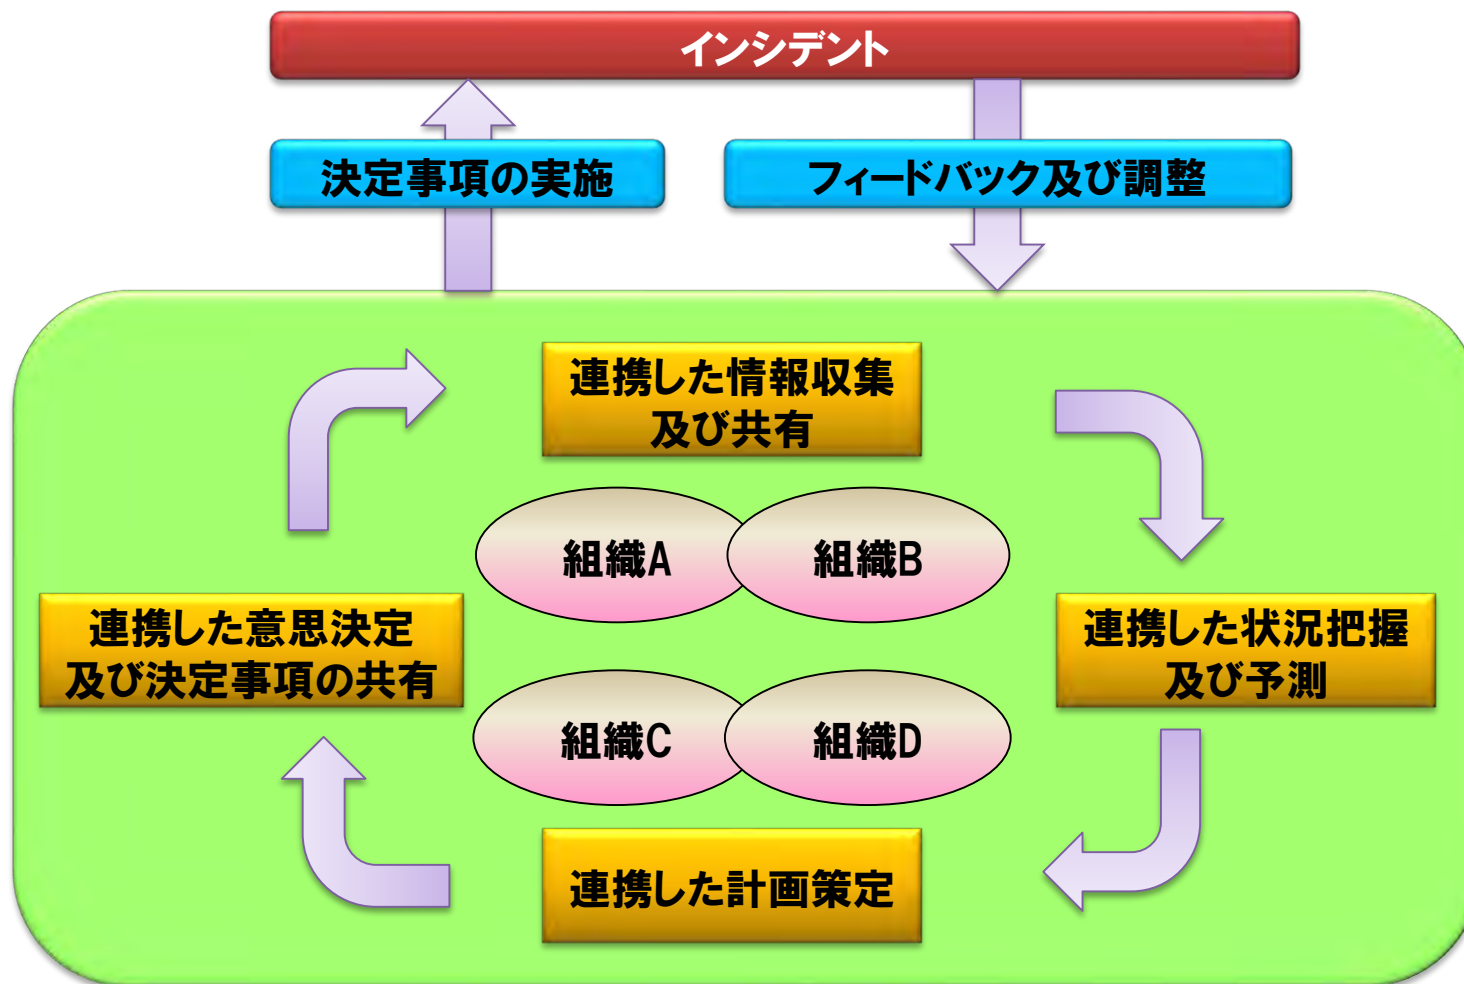 インシデント
決定事項の実施
フィードバック及び調整
連携した情報収集
及び共有
組織A
組織B
連携した意思決定
及び決定事項の共有
連携した状況把握
及び予測
組織C
組織D
連携した計画策定